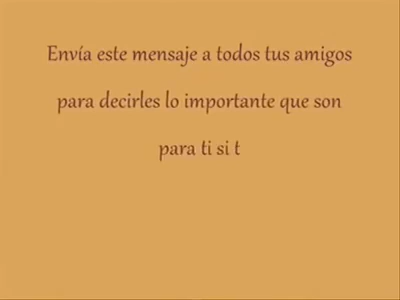 Envía este mensaje a todos tus amigos
para decirles lo importante que son
para ti si t